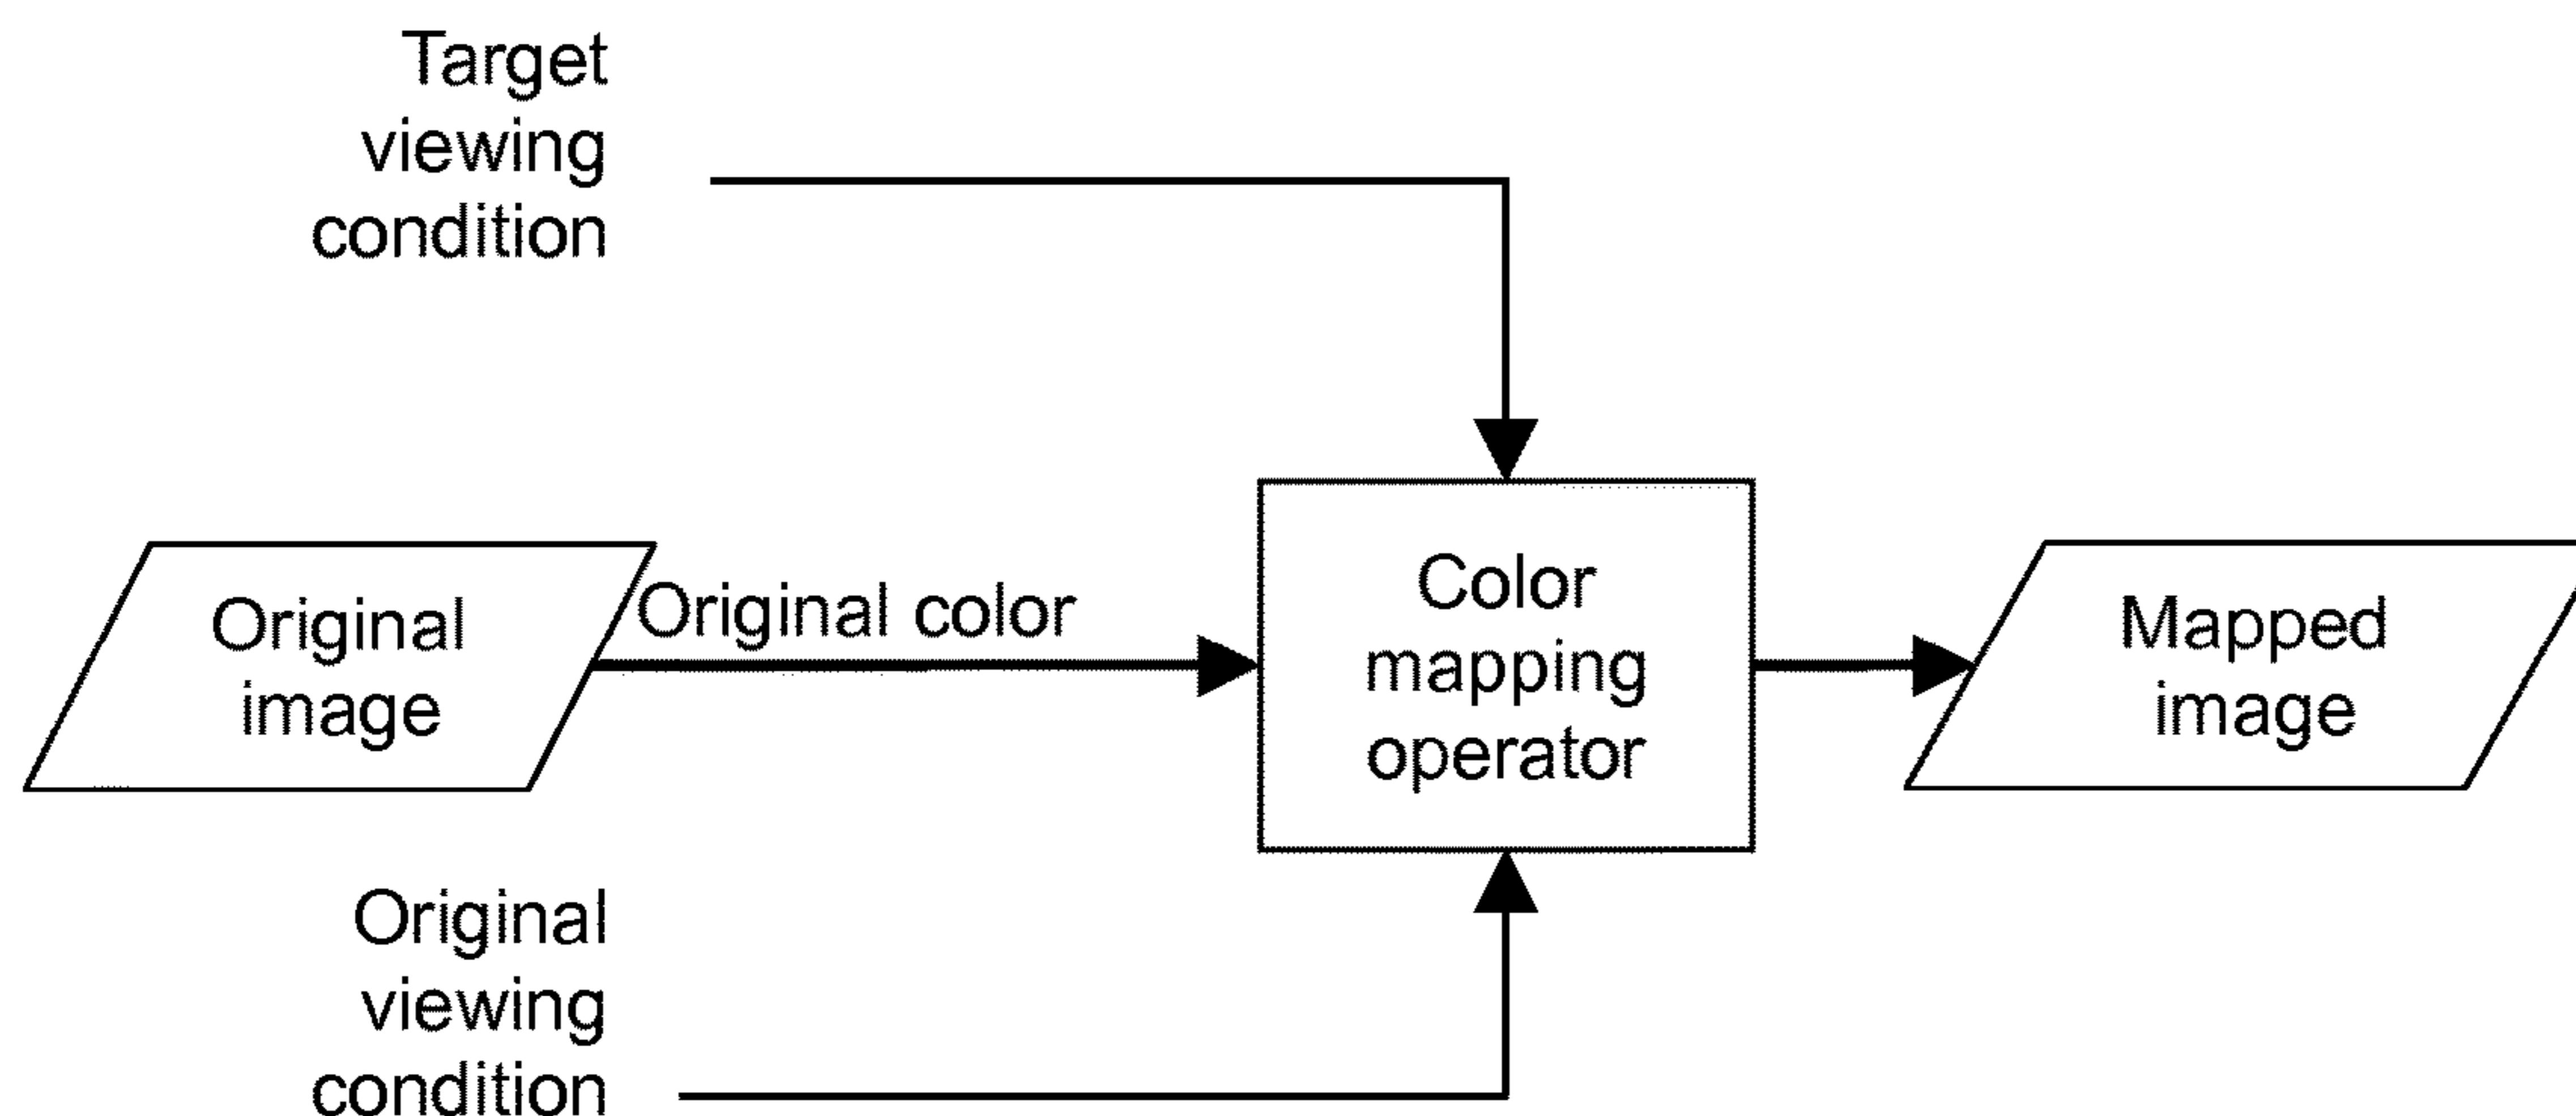 Target
viewing
condition
Original
image
Original color
Color
mapping
operator
Mapped
image
Original
viewing
condition